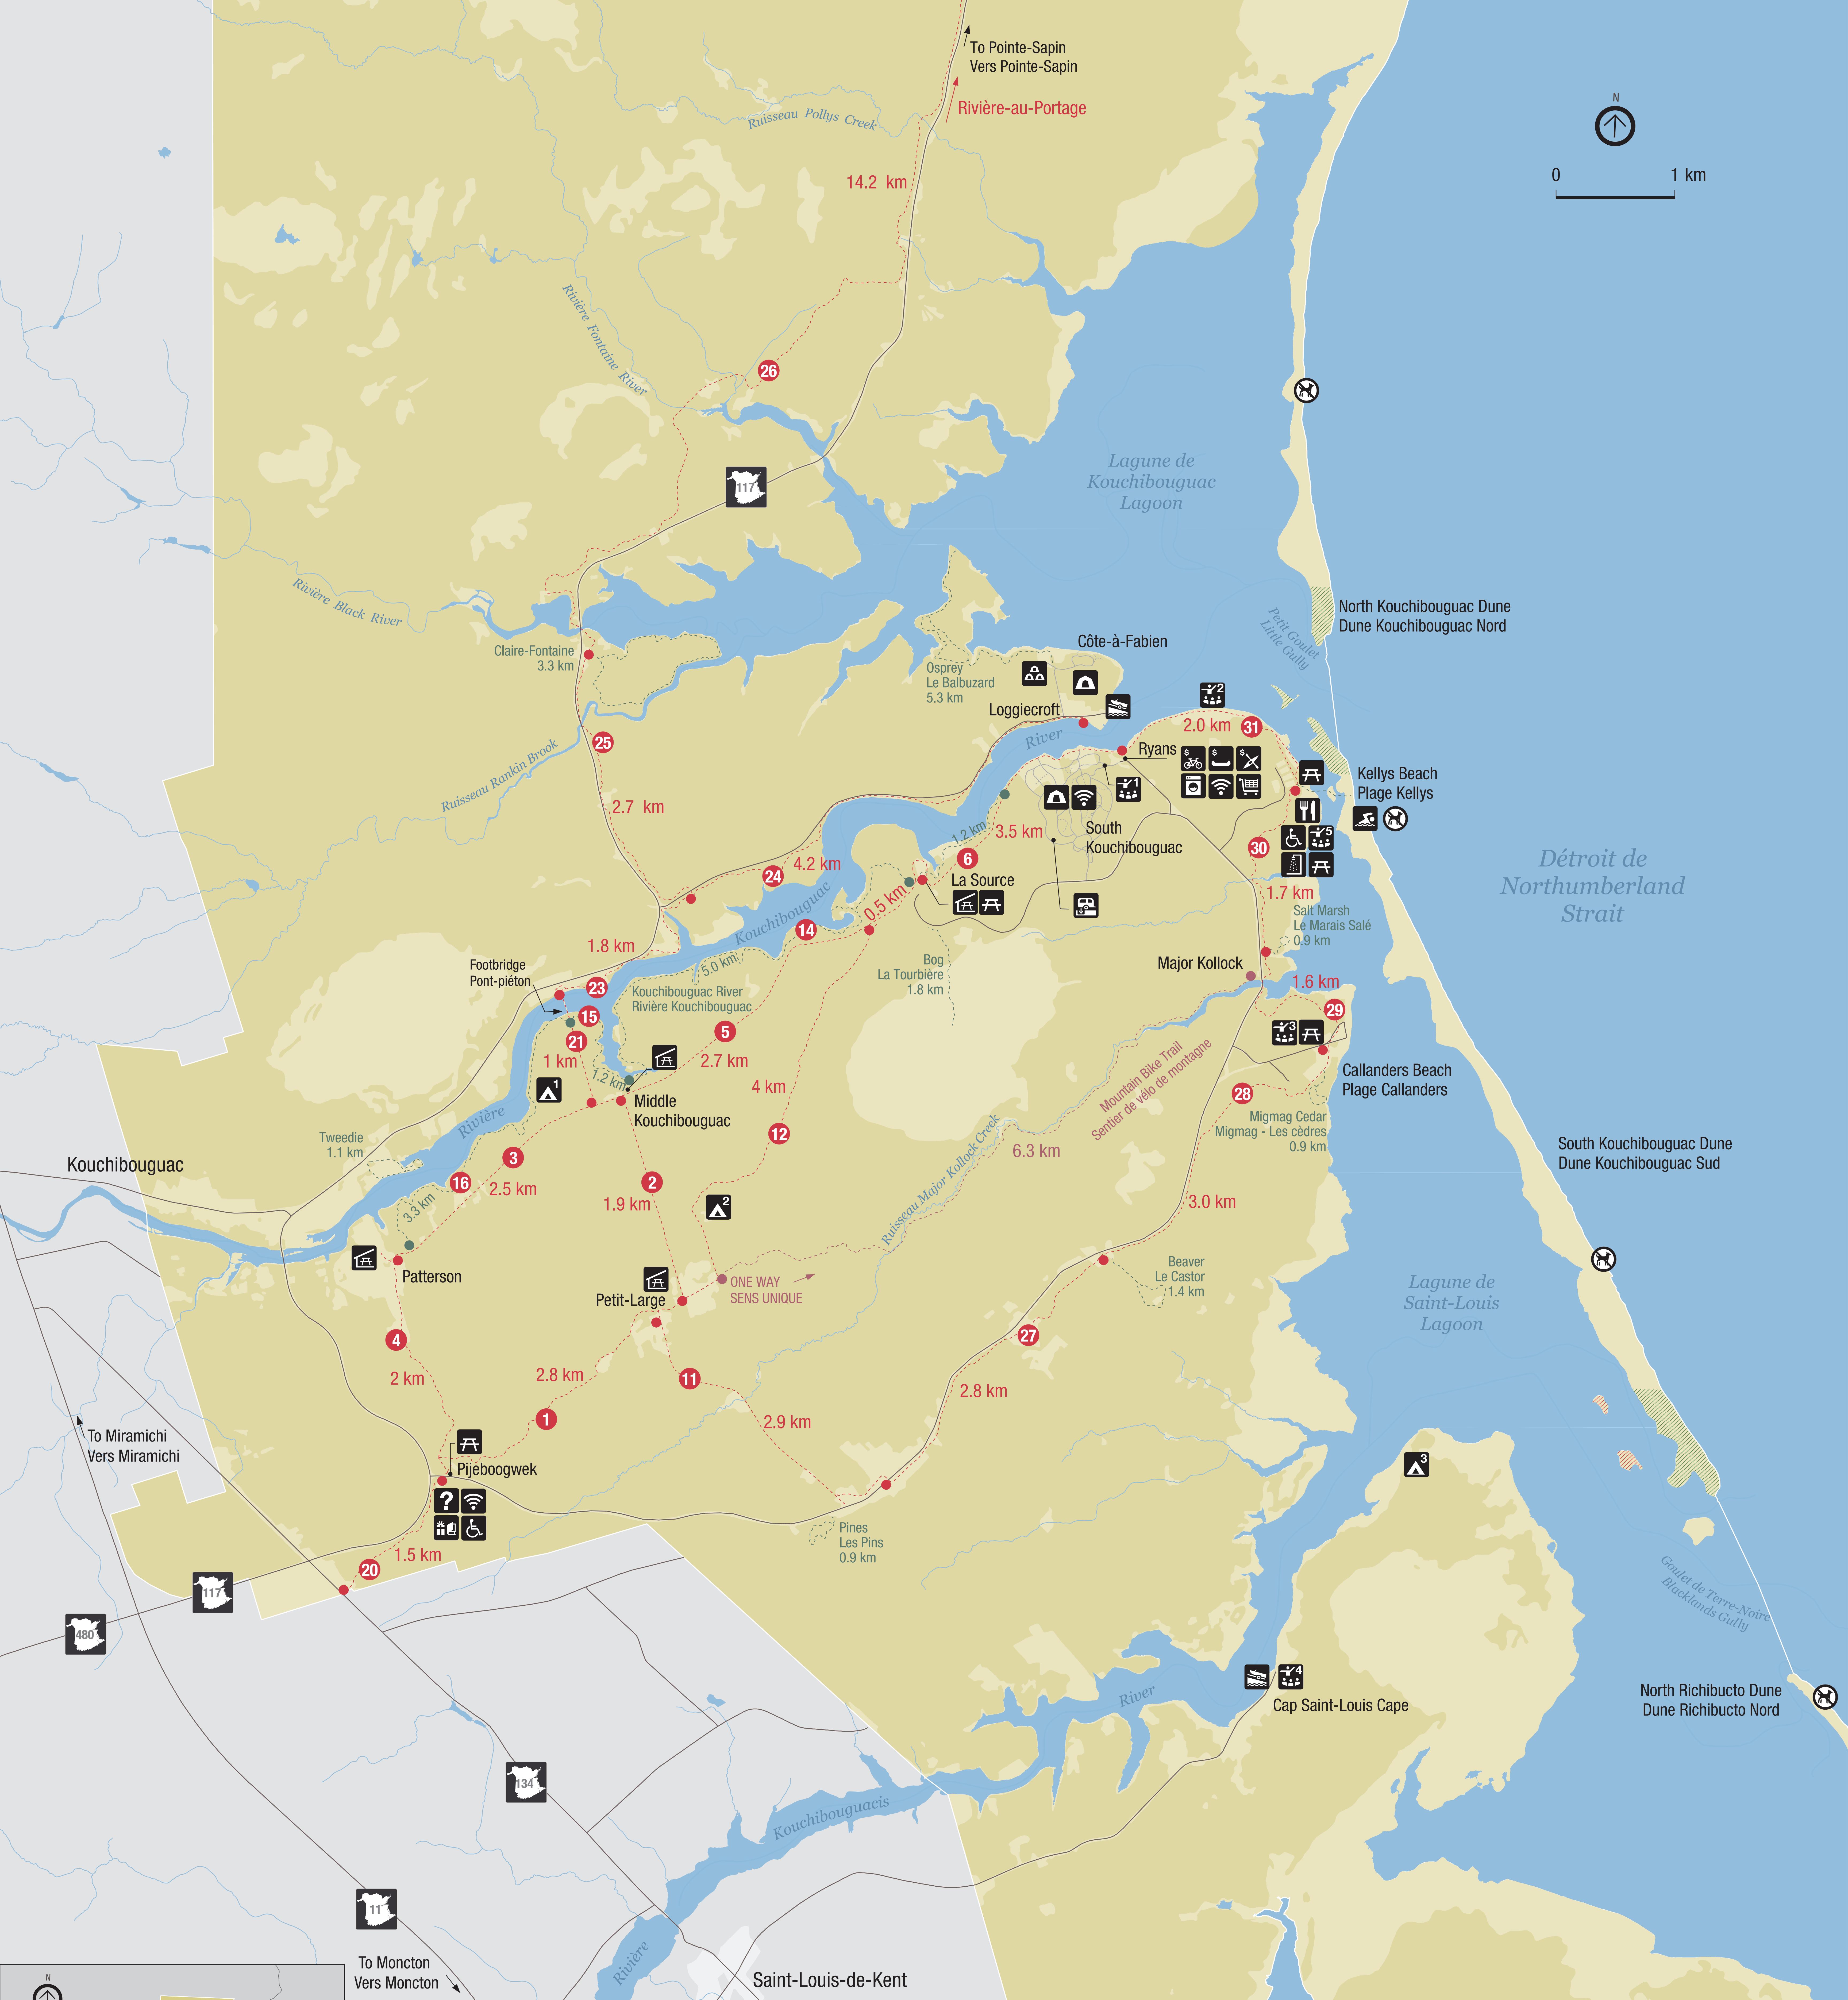 To Pointe-Sapin
Vers Pointe-Sapin
Rivière-au-Portage
Ruisseau Pollys Creek
14.2 km
N
0 1 km
Rivière Fontaine River
26
117
Lagune de
Kouchibouguac
Lagoon
Rivière Black River
North Kouchibouguac Dune
Dune Kouchibouguac Nord
Petit Goulet
Little Gully
Claire-Fontaine
3.3 km
Côte-à-Fabien
Osprey
Le Balbuzard
5.3 km
Loggiecroft
2
2.0 km
31
River
Ryans
25
Ruisseau Rankin Brook
$
$
$
1
Kellys Beach
Plage Kellys
2.7 km
South
Kouchibouguac
1.2 km
3.5 km
5
30
6
4.2 km
24
La Source
0.5 km
1.7 km
Détroit de
Northumberland
Strait
Kouchibouguac
14
Salt Marsh
Le Marais Salé
0.9 km
1.8 km
5.0 km
Footbridge
Pont-piéton
Bog
La Tourbière
1.8 km
Major Kollock
1.6 km
23
Kouchibouguac River
Rivière Kouchibouguac
15
21
5
29
3
1 km
2.7 km
1.2 km
1
4 km
Mountain Bike Trail
Sentier de vélo de montagne
Callanders Beach
Plage Callanders
Middle
Kouchibouguac
28
Rivière
12
Migmag Cedar
Migmag - Les cèdres
0.9 km
Tweedie
1.1 km
Kouchibouguac
3
16
2.5 km
6.3 km
South Kouchibouguac Dune
Dune Kouchibouguac Sud
2
1.9 km
2
3.3 km
Ruisseau Major Kollock Creek
3.0 km
Patterson
ONE WAY
SENS UNIQUE
Petit-Large
Beaver
Le Castor
1.4 km
Lagune de
Saint-Louis
Lagoon
4
27
2 km
2.8 km
11
2.8 km
1
2.9 km
To Miramichi
Vers Miramichi
Pijeboogwek
?
3
Pines
Les Pins
0.9 km
1.5 km
20
117
480
Goulet de Terre-Noire
Blacklands Gully
4
River
Cap Saint-Louis Cape
North Richibucto Dune
Dune Richibucto Nord
134
Kouchibouguacis
11
To Moncton
Vers Moncton
Rivière
Saint-Louis-de-Kent
N